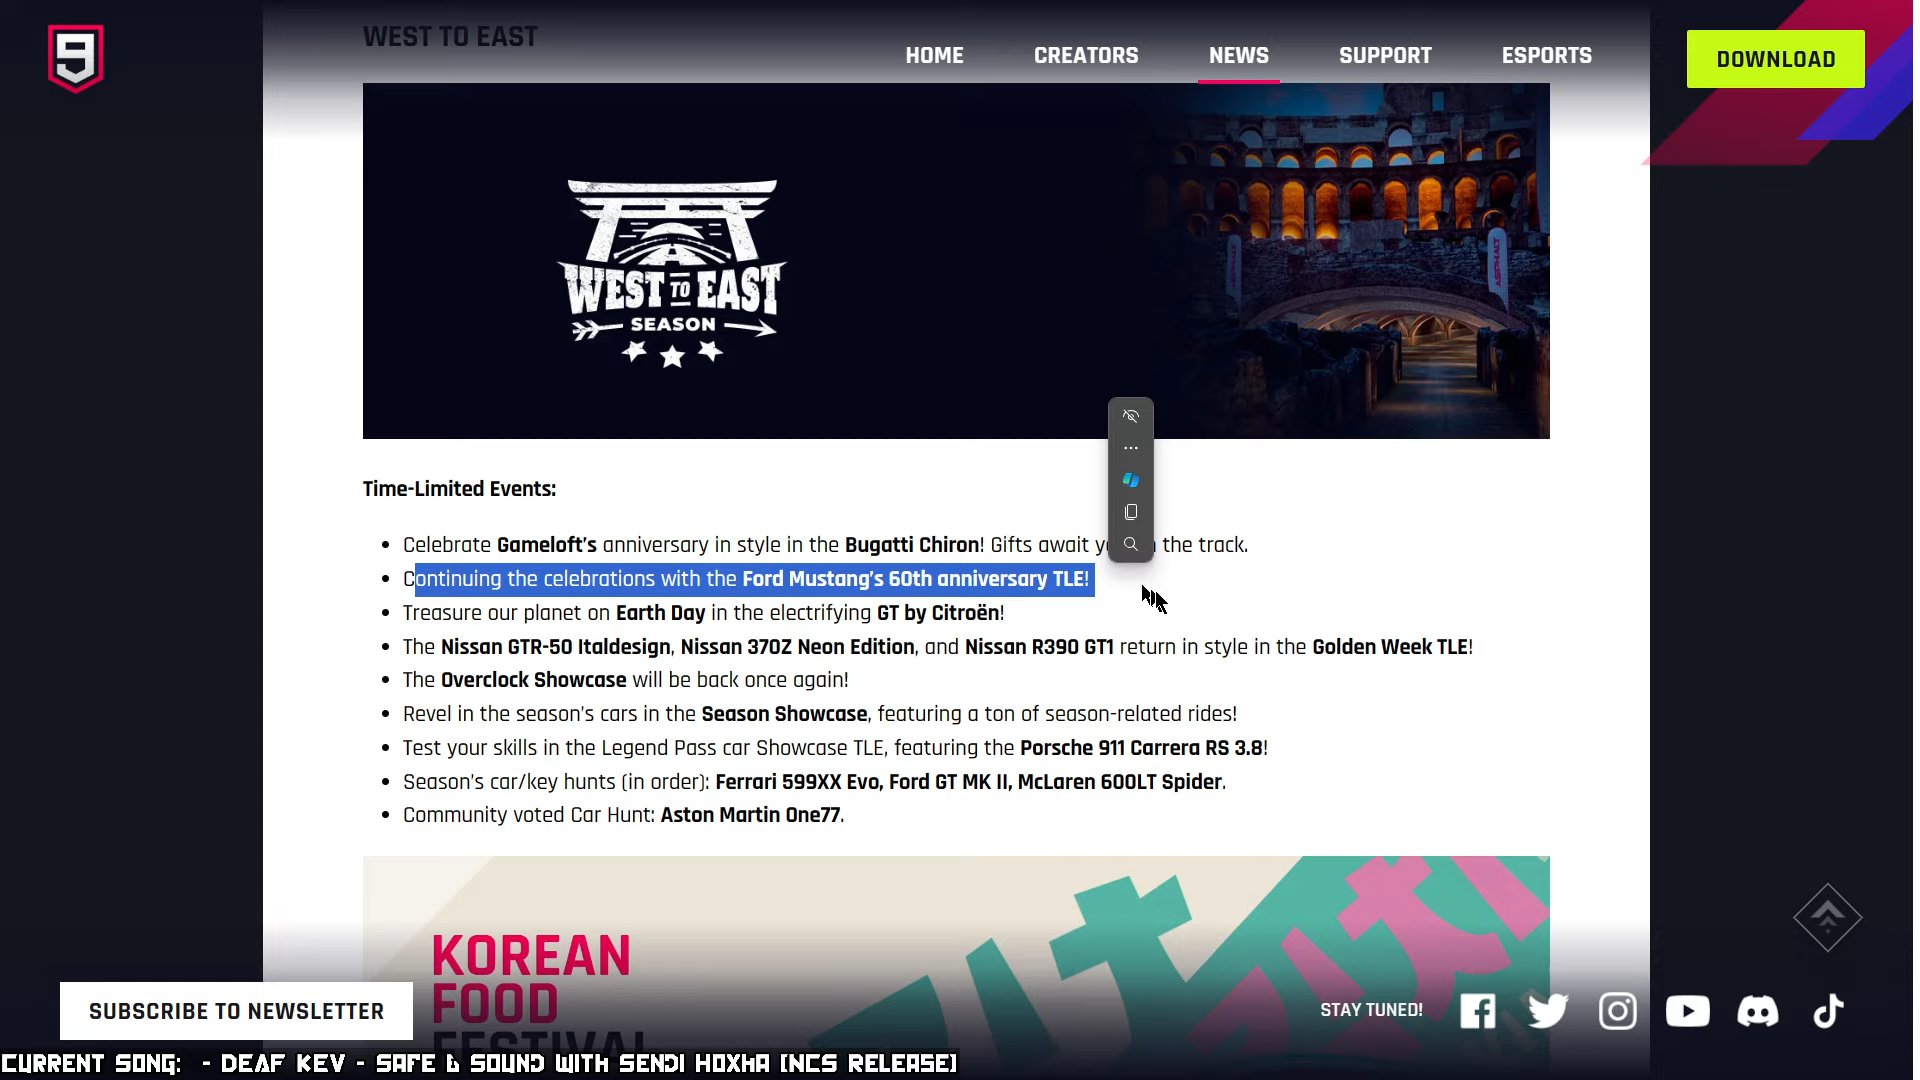 WEST TO EAST
HOME CREATORS NEWS SUPPORT ESPORTS DOWNLOAD
9
WEST TO EAST
SEASON
ASPHALT
Time-Limited Events:
• Celebrate Gameloft’s anniversary in style in the Bugatti Chiron! Gifts await the track.
• Continuing the celebrations with the Ford Mustang’s 60th anniversary TLE!
• Treasure our planet on Earth Day in the electrifying GT by Citroën!
• The Nissan GTR-50 Italdesign, Nissan 370Z Neon Edition, and Nissan R390 GT1 return in style in the Golden Week TLE!
• The Overclock Showcase will be back once again!
• Revel in the season’s cars in the Season Showcase, featuring a ton of season-related rides!
• Test your skills in the Legend Pass car Showcase TLE, featuring the Porsche 911 Carrera RS 3.8!
• Season’s car/key hunts (in order): Ferrari 599XX Evo, Ford GT MK II, McLaren 600LT Spider.
• Community voted Car Hunt: Aston Martin One77.
KOREAN
FOOD
FESTIVAL
SUBSCRIBE TO NEWSLETTER
STAY TUNED!
CURRENT SONG: - DEAF KEV - SAFE & SOUND WITH SENDI HOXHA [NCS RELEASE]